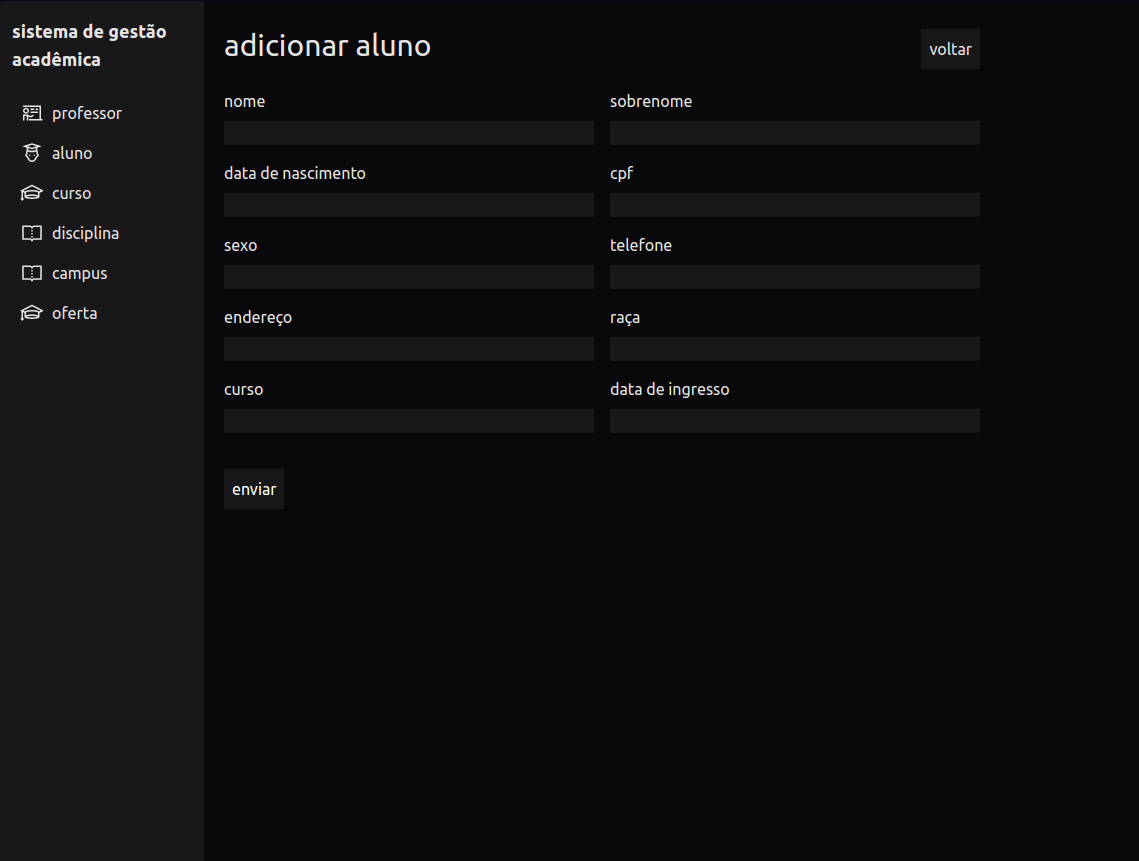 sistema de gestão
acadêmica
professor
aluno
curso
disciplina
campus
oferta
adicionar aluno
voltar
nome
sobrenome
data de nascimento
cpf
sexo
telefone
endereço
raça
curso
data de ingresso
enviar